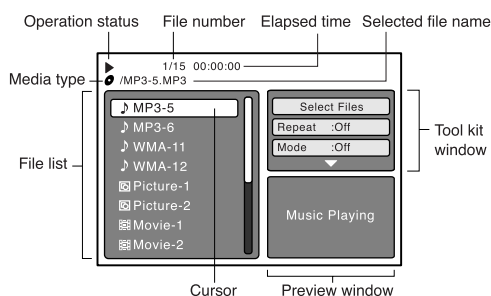 Operation status File number Elapsed time Selected file name
1/15 00:00:00
Media type /MP3-5.MP3
MP3-5
MP3-6
WMA-11
WMA-12
Picture-1
Picture-2
Movie-1
Movie-2
File list
Select Files
Repeat :Off
Mode :Off
Tool kit
window
Music Playing
Cursor Preview window